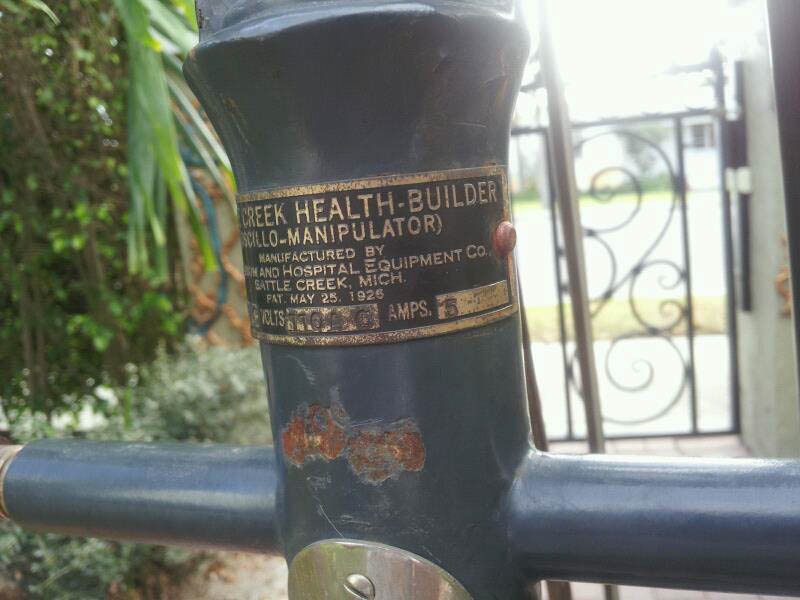 CREEK HEALTH-BUILDER
SCILLO-MANIPULATOR)
MANUFACTURED BY
AND HOSPITAL EQUIPMENT CO.,
BATTLE CREEK, MICH.
PAT. MAY 25, 1926
VOLTS 110 AMPS. 5